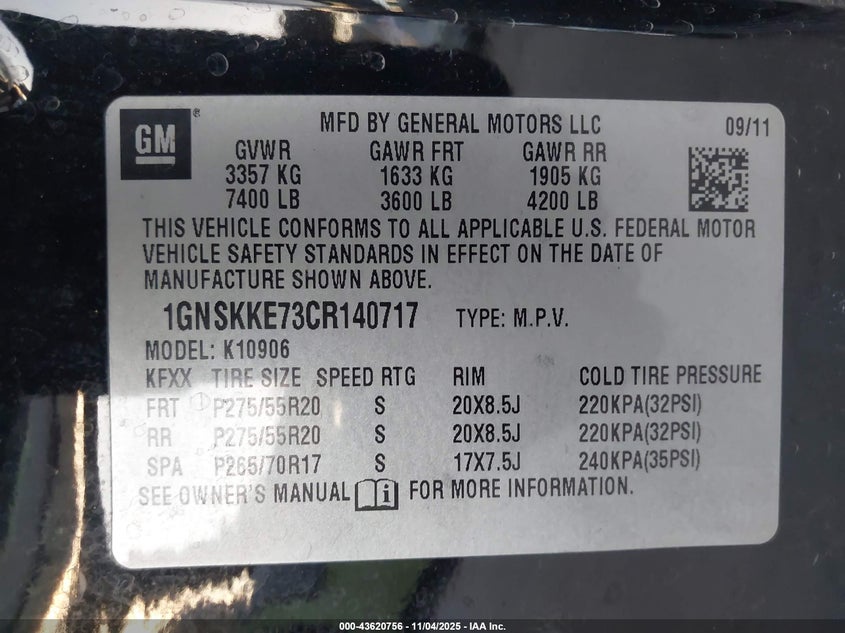 GM ®
MFD BY GENERAL MOTORS LLC 09/11
GVWR GAWR FRT GAWR RR
3357 KG 1633 KG 1905 KG
7400 LB 3600 LB 4200 LB
THIS VEHICLE CONFORMS TO ALL APPLICABLE U.S. FEDERAL MOTOR
VEHICLE SAFETY STANDARDS IN EFFECT ON THE DATE OF
MANUFACTURE SHOWN ABOVE.
1GNSKKE73CR140717 TYPE: M.P.V.
MODEL: K10906
KFXX TIRE SIZE SPEED RTG RIM COLD TIRE PRESSURE
FRT P275/55R20 S 20X8.5J 220KPA(32PSI)
RR P275/55R20 S 20X8.5J 220KPA(32PSI)
SPA P265/70R17 S 17X7.5J 240KPA(35PSI)
SEE OWNER'S MANUAL i FOR MORE INFORMATION.
000-43620756 - 11/04/2025 - IAA Inc.